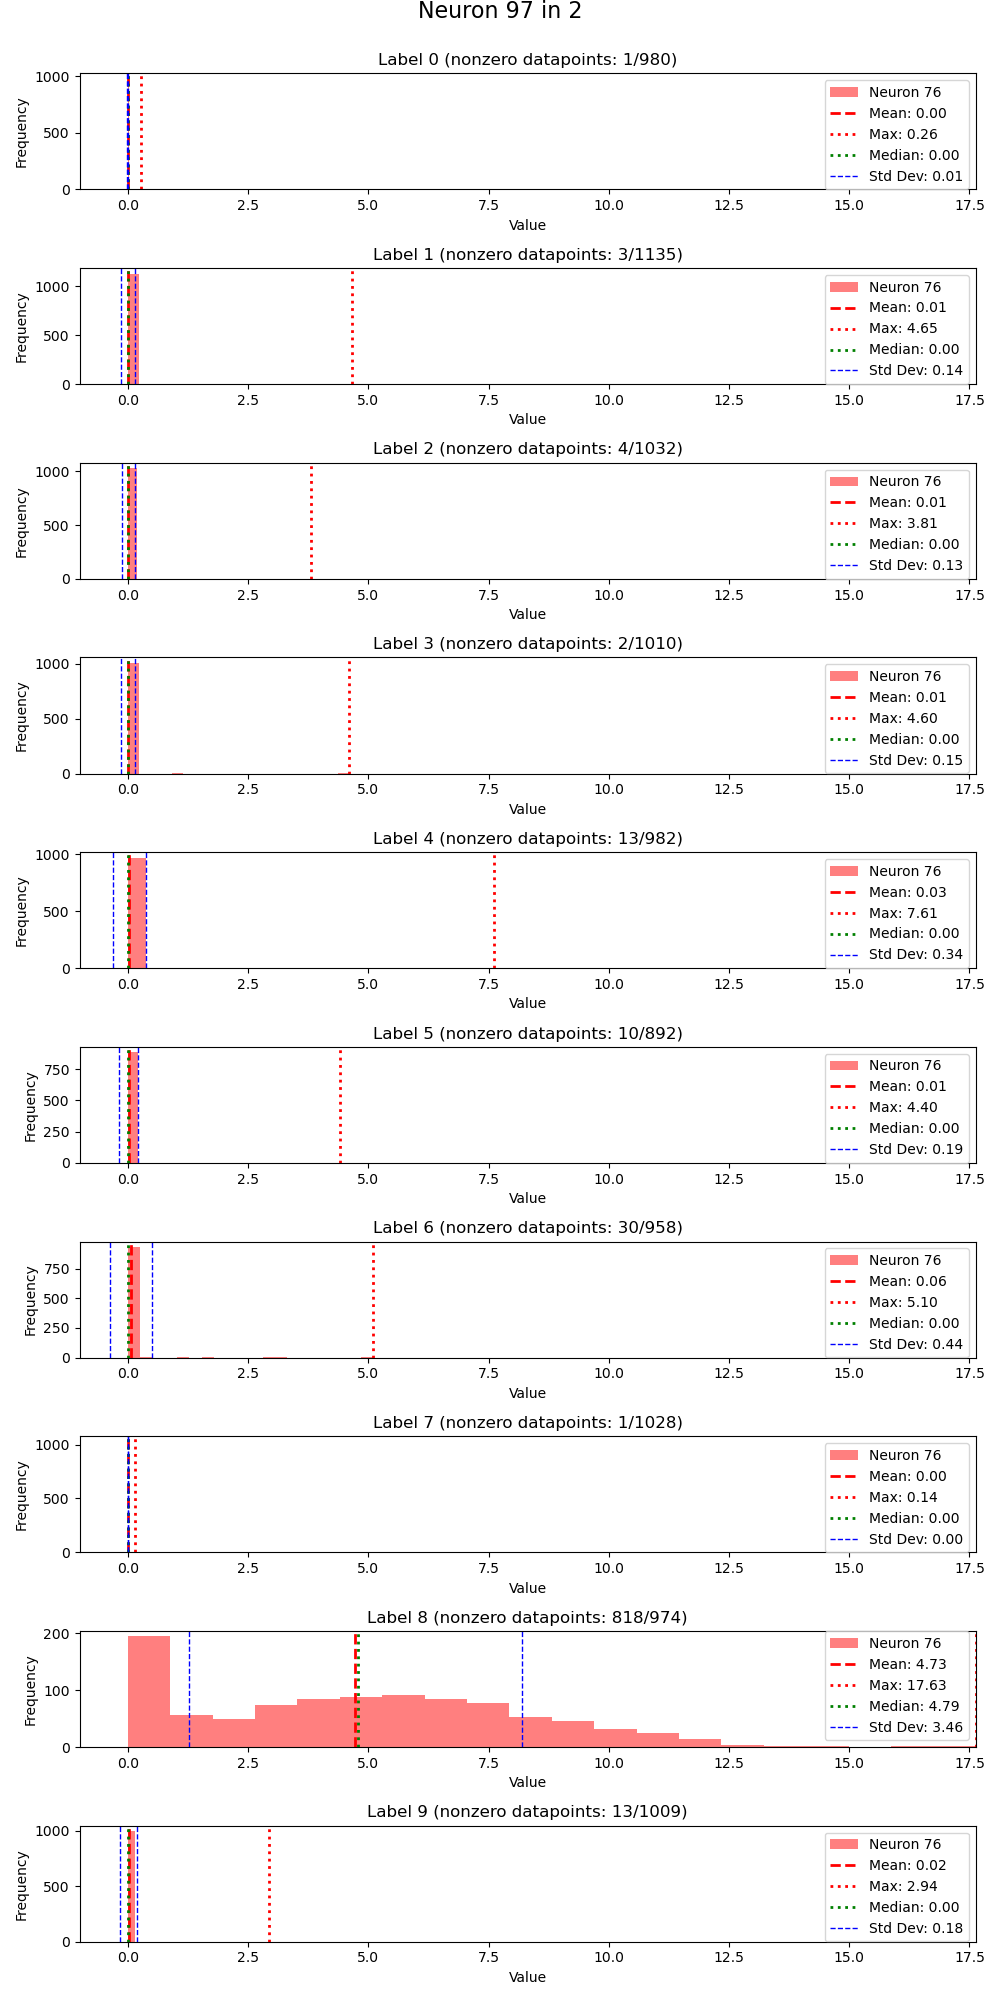 Neuron 97 in 2
Label 0 (nonzero datapoints: 1/980)
Frequency
1000
500
0
Neuron 76
Mean: 0.00
Max: 0.26
Median: 0.00
Std Dev: 0.01
0.0 2.5 5.0 7.5 10.0 12.5 15.0 17.5
Value
Label 1 (nonzero datapoints: 3/1135)
Frequency
1000
500
0
Neuron 76
Mean: 0.01
Max: 4.65
Median: 0.00
Std Dev: 0.14
0.0 2.5 5.0 7.5 10.0 12.5 15.0 17.5
Value
Label 2 (nonzero datapoints: 4/1032)
Frequency
1000
500
0
Neuron 76
Mean: 0.01
Max: 3.81
Median: 0.00
Std Dev: 0.13
0.0 2.5 5.0 7.5 10.0 12.5 15.0 17.5
Value
Label 3 (nonzero datapoints: 2/1010)
Frequency
1000
500
0
Neuron 76
Mean: 0.01
Max: 4.60
Median: 0.00
Std Dev: 0.15
0.0 2.5 5.0 7.5 10.0 12.5 15.0 17.5
Value
Label 4 (nonzero datapoints: 13/982)
Frequency
1000
500
0
Neuron 76
Mean: 0.03
Max: 7.61
Median: 0.00
Std Dev: 0.34
0.0 2.5 5.0 7.5 10.0 12.5 15.0 17.5
Value
Label 5 (nonzero datapoints: 10/892)
Frequency
750
500
250
0
Neuron 76
Mean: 0.01
Max: 4.40
Median: 0.00
Std Dev: 0.19
0.0 2.5 5.0 7.5 10.0 12.5 15.0 17.5
Value
Label 6 (nonzero datapoints: 30/958)
Frequency
750
500
250
0
Neuron 76
Mean: 0.06
Max: 5.10
Median: 0.00
Std Dev: 0.44
0.0 2.5 5.0 7.5 10.0 12.5 15.0 17.5
Value
Label 7 (nonzero datapoints: 1/1028)
Frequency
1000
500
0
Neuron 76
Mean: 0.00
Max: 0.14
Median: 0.00
Std Dev: 0.00
0.0 2.5 5.0 7.5 10.0 12.5 15.0 17.5
Value
Label 8 (nonzero datapoints: 818/974)
Frequency
200
100
0
Neuron 76
Mean: 4.73
Max: 17.63
Median: 4.79
Std Dev: 3.46
0.0 2.5 5.0 7.5 10.0 12.5 15.0 17.5
Value
Label 9 (nonzero datapoints: 13/1009)
Frequency
1000
500
0
Neuron 76
Mean: 0.02
Max: 2.94
Median: 0.00
Std Dev: 0.18
0.0 2.5 5.0 7.5 10.0 12.5 15.0 17.5
Value